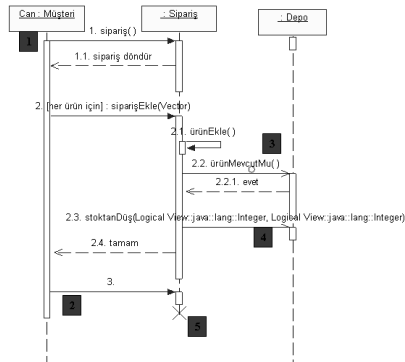 Can : Müşteri
: Sipariş
: Depo
1
1. sipariş( )
1.1. sipariş döndür
2. [her ürün için] : siparişEkle(Vector)
2.1. ürünEkle( )
3
2.2. ürünMevcutMu( )
2.2.1. evet
2.3. stoktanDüş(Logical View::java::lang::Integer, Logical View::java::lang::Integer)
4
2.4. tamam
3.
2
5